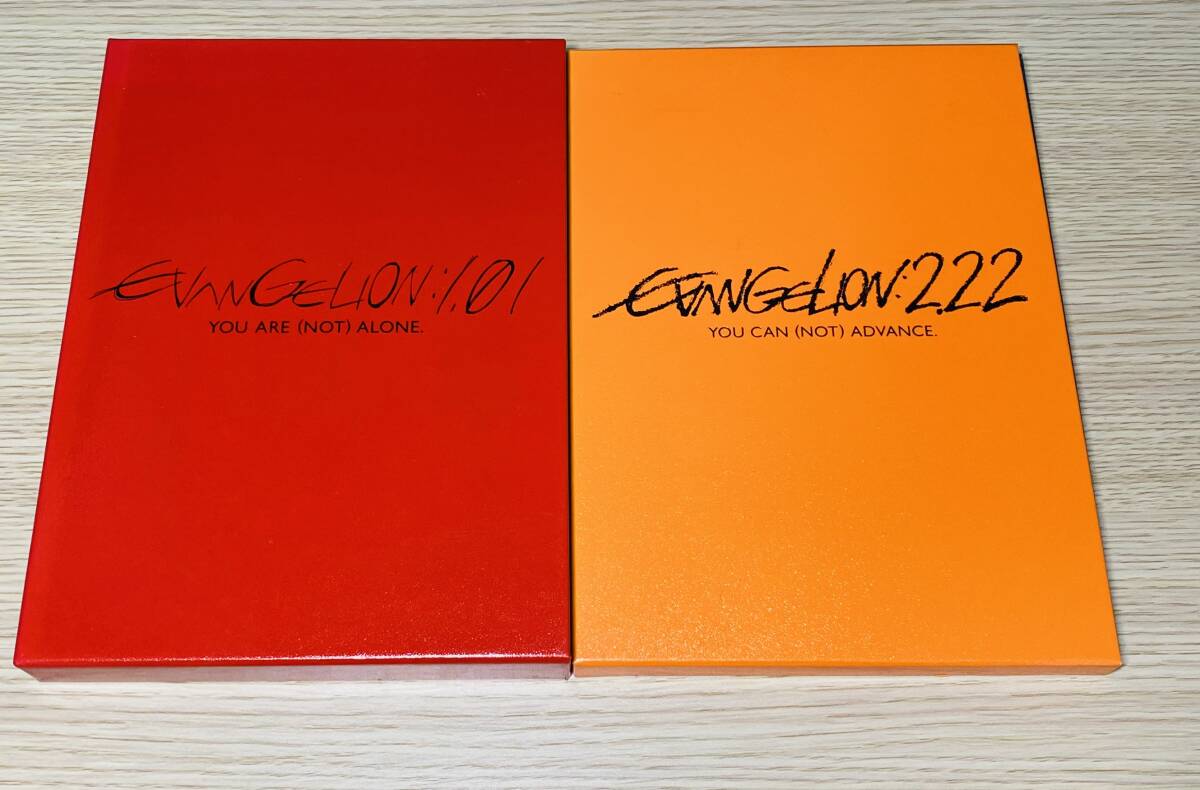 EVANGELION:1.01
YOU ARE (NOT) ALONE.
EVANGELION:2.22
YOU CAN (NOT) ADVANCE.